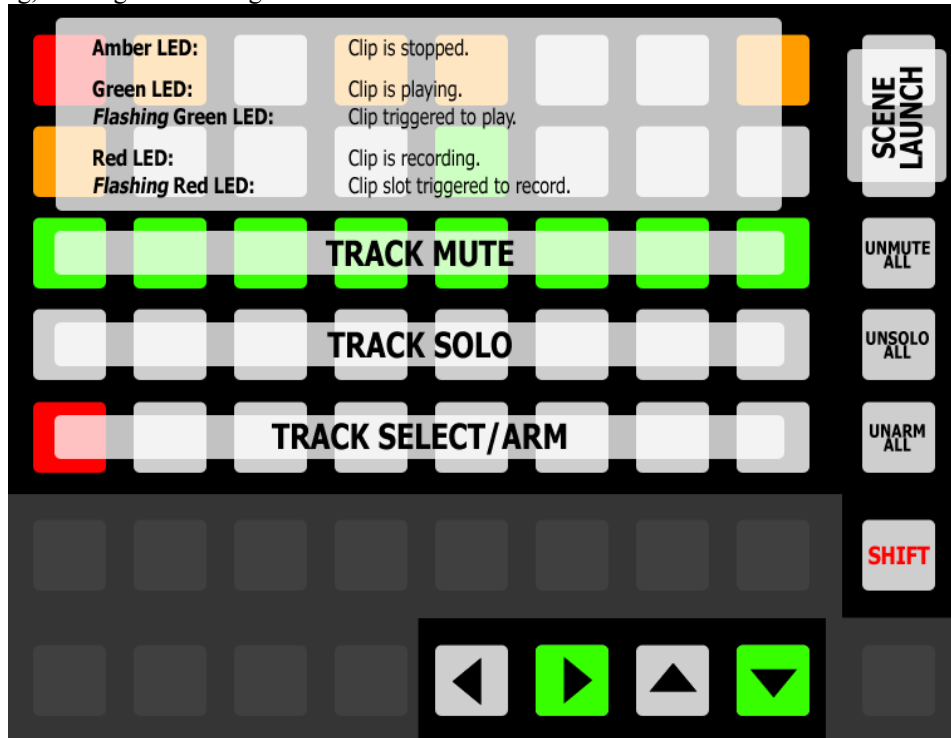 Amber LED: Clip is stopped.
Green LED: Clip is playing.
Flashing Green LED: Clip triggered to play.
Red LED: Clip is recording.
Flashing Red LED: Clip slot triggered to record.
SCENE
LAUNCH
TRACK MUTE
UNMUTE
ALL
TRACK SOLO
UNSOLO
ALL
TRACK SELECT/ARM
UNARM
ALL
SHIFT